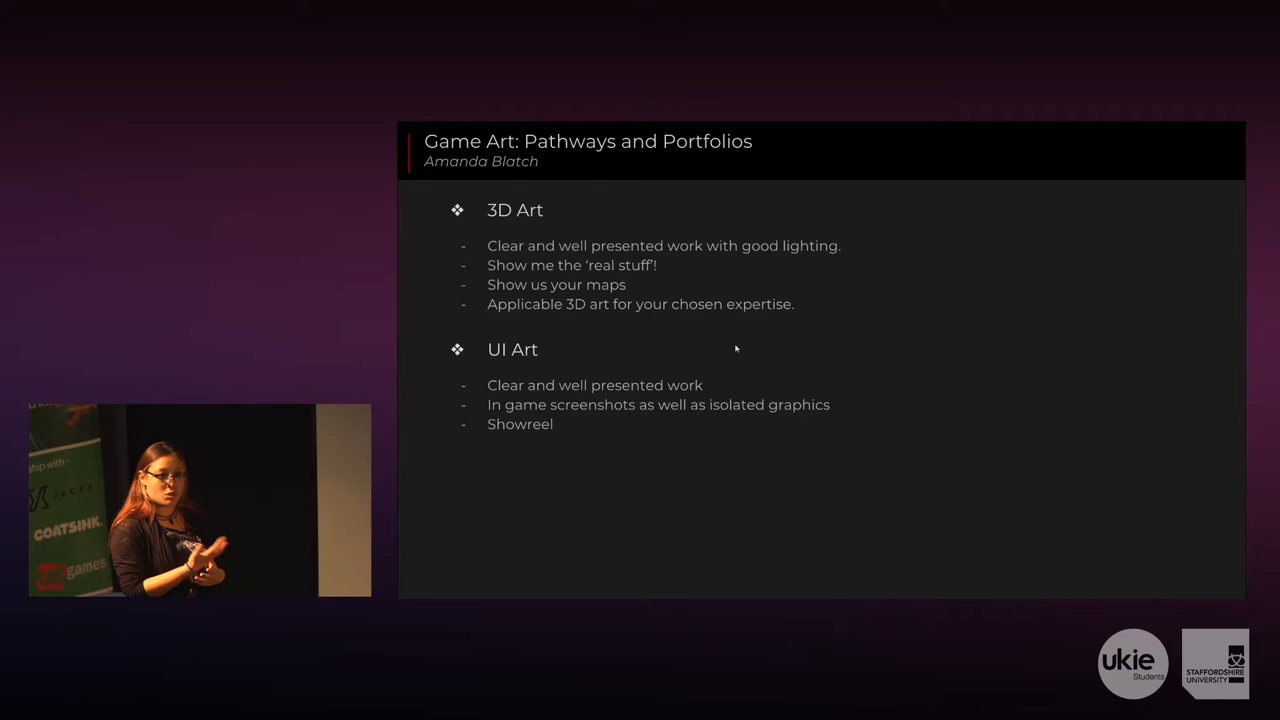 Game Art: Pathways and Portfolios
Amanda Blatch
❖ 3D Art
- Clear and well presented work with good lighting.
- Show me the ‘real stuff’!
- Show us your maps
- Applicable 3D art for your chosen expertise.
❖ UI Art
- Clear and well presented work
- In game screenshots as well as isolated graphics
- Showreel
ship with -
COATSINK.
games
ukie
Students
STAFFORDSHIRE
UNIVERSITY